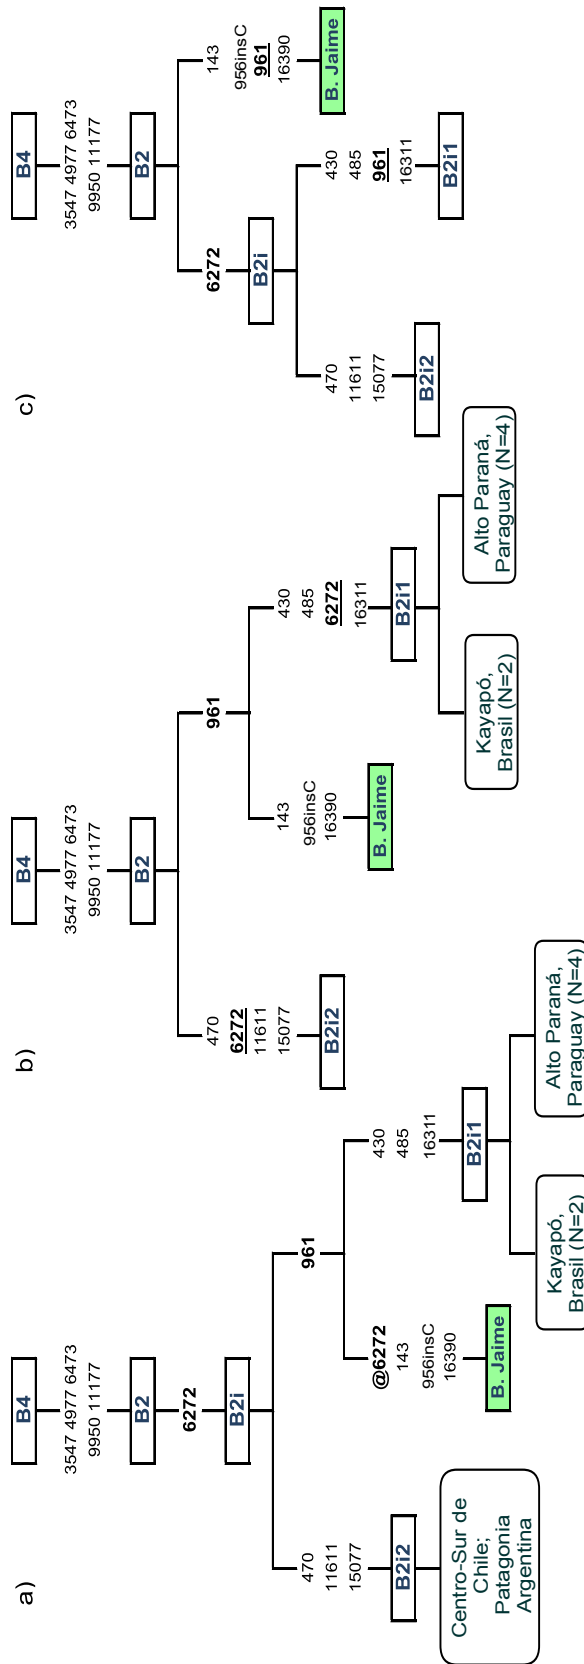 a)
B4
3547 4977 6473
9950 11177
B2
6272
B2i
470
11611
15077
B2i2
Centro-Sur de
Chile;
Patagonia
Argentina
961
@6272
143
956insC
16390
B. Jaime
430
485
16311
B2i1
Kayapó,
Brasil (N=2)
Alto Paraná,
Paraguay (N=4)
b)
B4
3547 4977 6473
9950 11177
B2
470
6272
11611
15077
B2i2
961
143
956insC
16390
B. Jaime
430
485
6272
16311
B2i1
Kayapó,
Brasil (N=2)
Alto Paraná,
Paraguay (N=4)
c)
B4
3547 4977 6473
9950 11177
B2
6272
B2i
470
11611
15077
B2i2
430
485
961
16311
B2i1
143
956insC
961
16390
B. Jaime